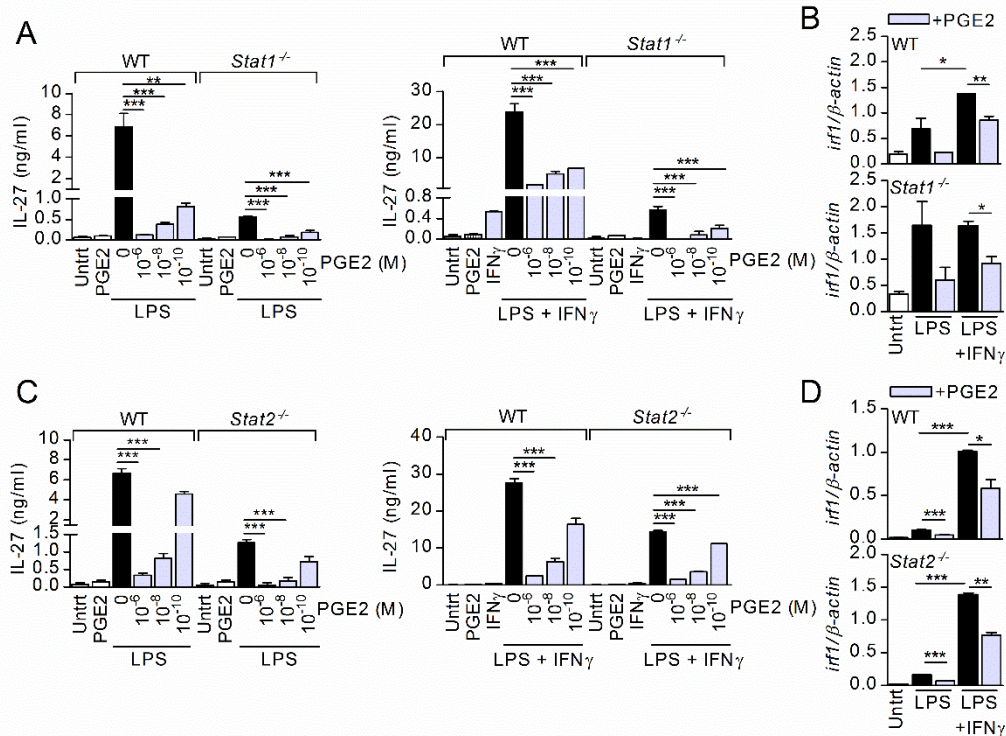 A
WT
Stat1-/-
**
***
***
***
***
***
IL-27 (ng/ml)
10
8
6
4
2
1.0
0.5
0.0
Untrt
PGE2
0
10-6
10-8
10-10
Untrt
PGE2
0
10-6
10-8
10-10
PGE2 (M)
LPS
LPS
WT
Stat1-/-
***
***
***
***
***
***
IL-27 (ng/ml)
30
20
10
0.8
0.4
0.0
Untrt
PGE2
IFNγ
0
10-6
10-8
10-10
Untrt
PGE2
IFNγ
0
10-6
10-8
10-10
PGE2 (M)
LPS + IFNγ
LPS + IFNγ
B
+PGE2
WT
*
**
irf1/β-actin
2.0
1.5
1.0
0.5
0.0
Stat1-/-
*
irf1/β-actin
2.0
1.5
1.0
0.5
0.0
Untrt
LPS
LPS
+IFNγ
C
WT
Stat2-/-
***
***
***
***
IL-27 (ng/ml)
10
8
6
4
2
1.5
1.0
0.5
0.0
Untrt
PGE2
0
10-6
10-8
10-10
Untrt
PGE2
0
10-6
10-8
10-10
PGE2 (M)
LPS
LPS
WT
Stat2-/-
***
***
***
***
***
IL-27 (ng/ml)
40
30
20
10
0
Untrt
PGE2
IFNγ
0
10-6
10-8
10-10
Untrt
PGE2
IFNγ
0
10-6
10-8
10-10
PGE2 (M)
LPS + IFNγ
LPS + IFNγ
D
+PGE2
WT
***
*
***
irf1/β-actin
1.5
1.0
0.5
0.0
Stat2-/-
***
**
***
irf1/β-actin
1.5
1.0
0.5
0.0
Untrt
LPS
LPS
+IFNγ